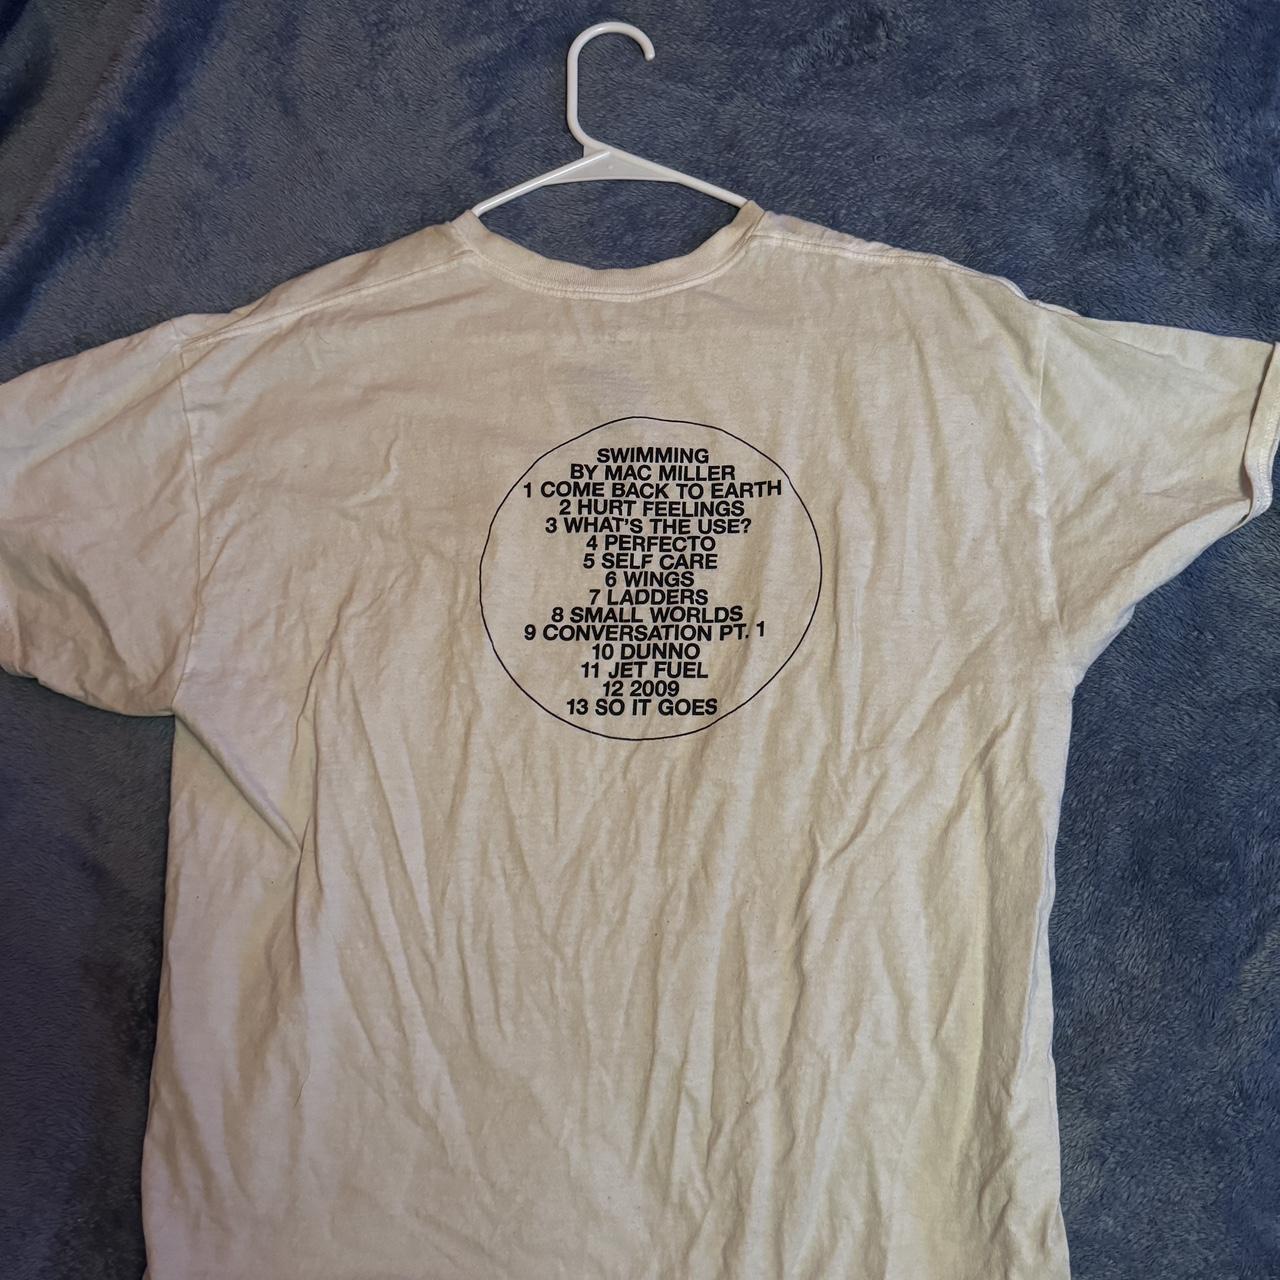 SWIMMING
BY MAC MILLER
1 COME BACK TO EARTH
2 HURT FEELINGS
3 WHAT'S THE USE?
4 PERFECTO
5 SELF CARE
6 WINGS
7 LADDERS
8 SMALL WORLDS
9 CONVERSATION PT. 1
10 DUNNO
11 JET FUEL
12 2009
13 SO IT GOES